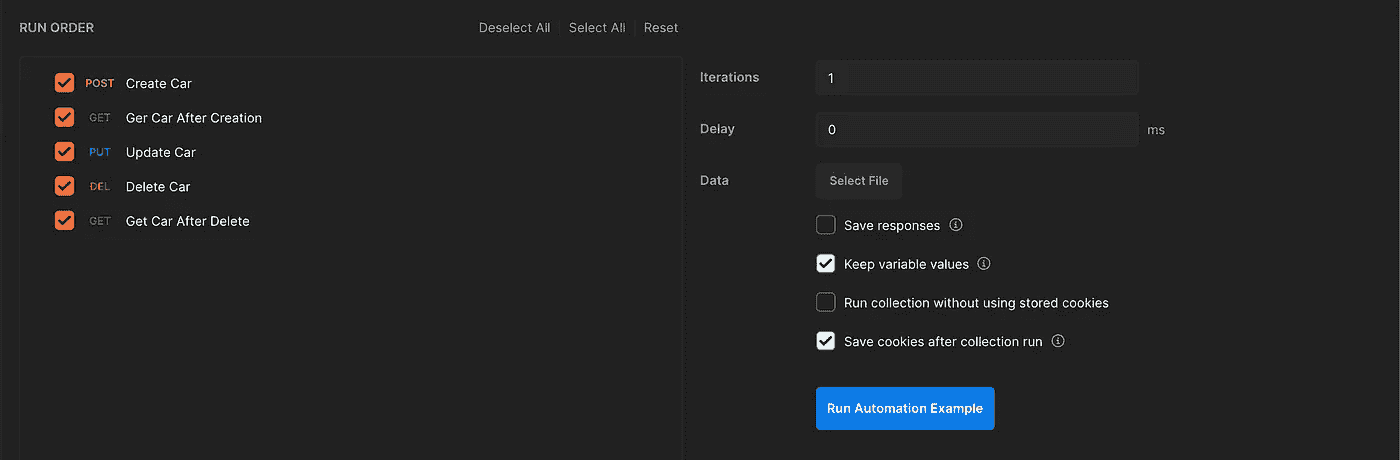 RUN ORDER Deselect All Select All Reset
POST Create Car
GET Ger Car After Creation
PUT Update Car
DEL Delete Car
GET Get Car After Delete
Iterations 1
Delay 0 ms
Data Select File
Save responses
Keep variable values
Run collection without using stored cookies
Save cookies after collection run
Run Automation Example